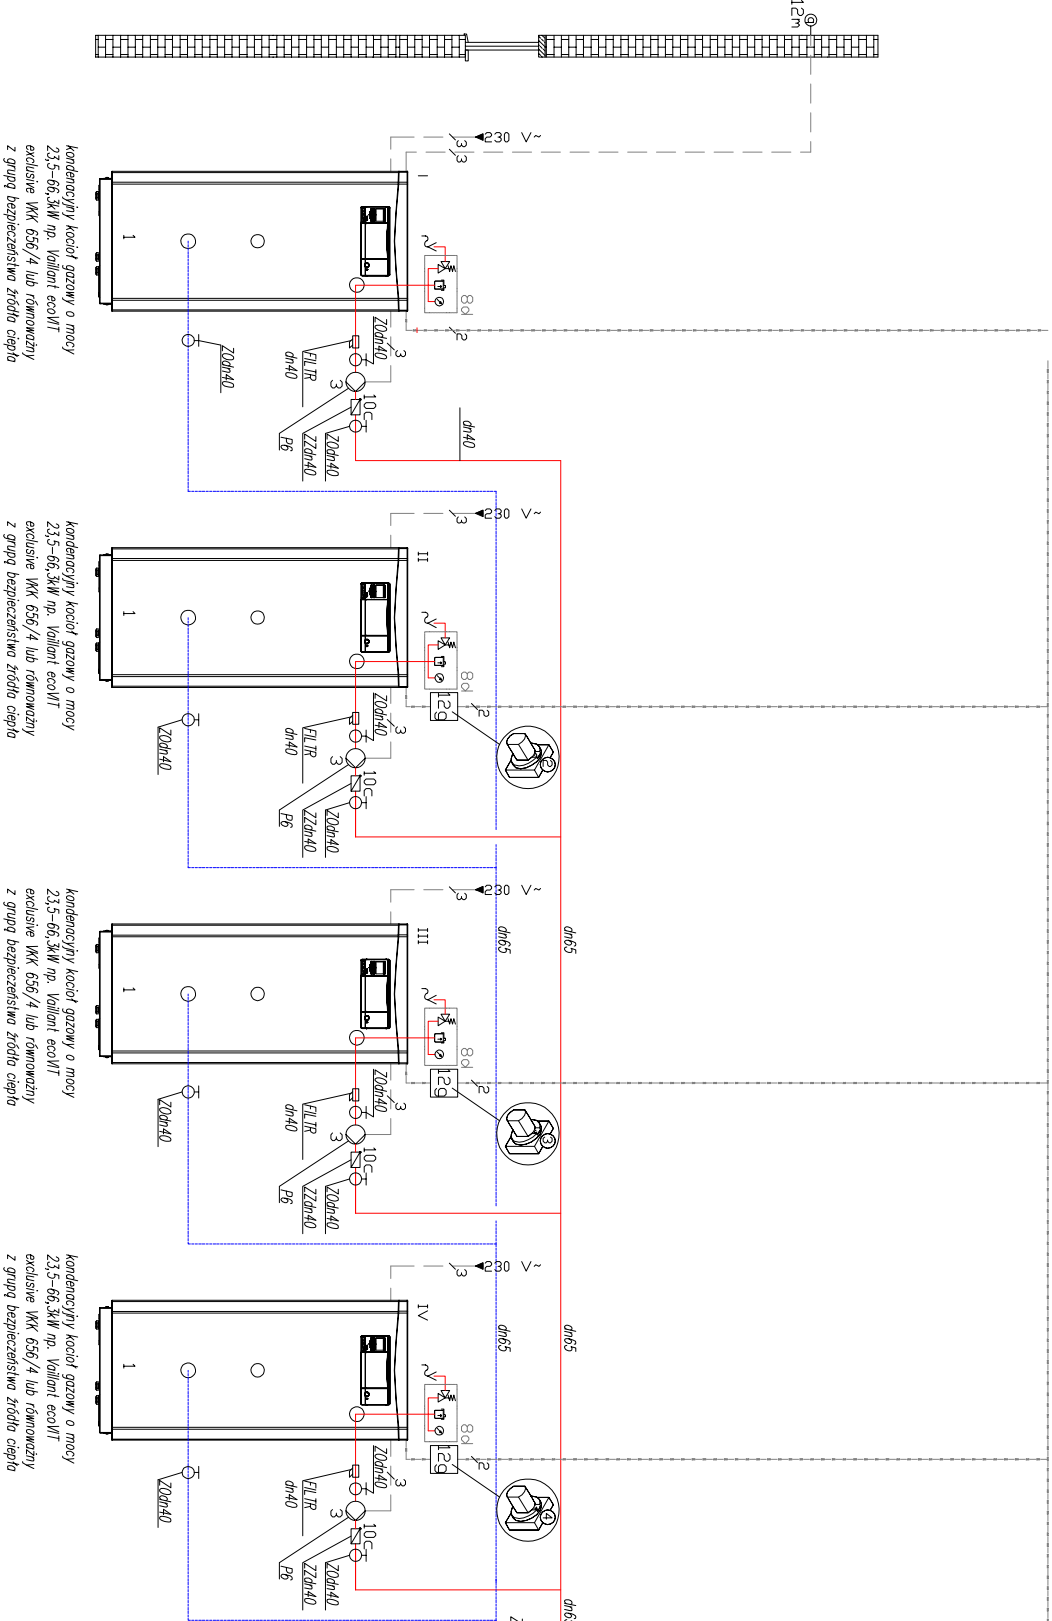 12m
230 V~
3
3
I
8d
2
1
3
ZOdn40
FILTR
dn40
3
10c
P6
ZZdn40
ZOdn40
ZOdn40
dn40
kondenacyjny kocioł gazowy o mocy
23,5-66,3kW np. Vaillant ecoVIT
exclusive VKK 656/4 lub równoważny
z grupą bezpieczeństwa źródła ciepła
230 V~
3
II
8d
12g
2
2
1
3
ZOdn40
FILTR
dn40
3
10c
P6
ZZdn40
ZOdn40
ZOdn40
kondenacyjny kocioł gazowy o mocy
23,5-66,3kW np. Vaillant ecoVIT
exclusive VKK 656/4 lub równoważny
z grupą bezpieczeństwa źródła ciepła
dn65
dn65
230 V~
3
III
8d
12g
2
3
1
3
ZOdn40
FILTR
dn40
3
10c
P6
ZZdn40
ZOdn40
ZOdn40
kondenacyjny kocioł gazowy o mocy
23,5-66,3kW np. Vaillant ecoVIT
exclusive VKK 656/4 lub równoważny
z grupą bezpieczeństwa źródła ciepła
dn65
dn65
230 V~
3
IV
8d
12g
2
4
1
3
ZOdn40
FILTR
dn40
3
10c
P6
ZZdn40
ZOdn40
ZOdn40
kondenacyjny kocioł gazowy o mocy
23,5-66,3kW np. Vaillant ecoVIT
exclusive VKK 656/4 lub równoważny
z grupą bezpieczeństwa źródła ciepła